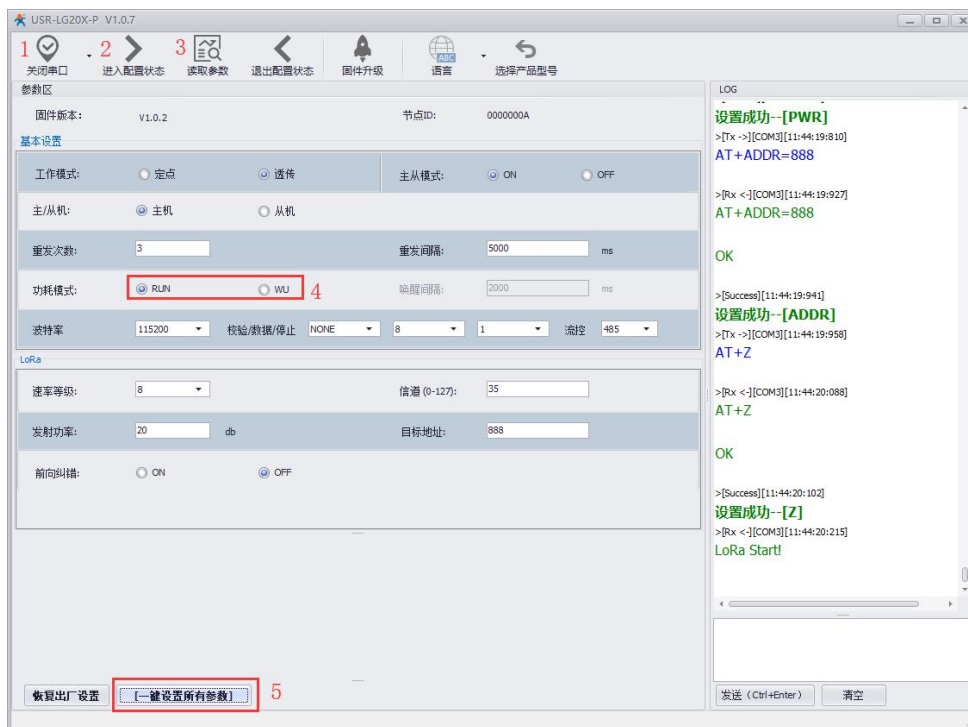 USR-LG20X-P V1.0.7
1 2 3
ABC
关闭串口 进入配置状态 读取参数 退出配置状态 固件升级 语言 选择产品型号
参数区
固件版本: V1.0.2 节点ID: 0000000A
基本设置
工作模式: 定点 透传 主从模式: ON OFF
主/从机: 主机 从机
重发次数: 3 重发间隔: 5000 ms
功耗模式: RUN WU 4 唤醒间隔: 2000 ms
波特率 115200 校验/数据/停止 NONE 8 1 流控 485
LoRa
速率等级: 8 信道(0-127): 35
发射功率: 20 db 目标地址: 888
前向纠错: ON OFF
恢复出厂设置 [一键设置所有参数] 5
LOG
设置成功--[PWR]
>[Tx ->][COM3][11:44:19:810]
AT+ADDR=888
>[Rx <-][COM3][11:44:19:927]
AT+ADDR=888
OK
>[Success][11:44:19:941]
设置成功--[ADDR]
>[Tx ->][COM3][11:44:19:958]
AT+Z
>[Rx <-][COM3][11:44:20:088]
AT+Z
OK
>[Success][11:44:20:102]
设置成功--[Z]
>[Rx <-][COM3][11:44:20:215]
LoRa Start!
发送(Ctrl+Enter) 清空